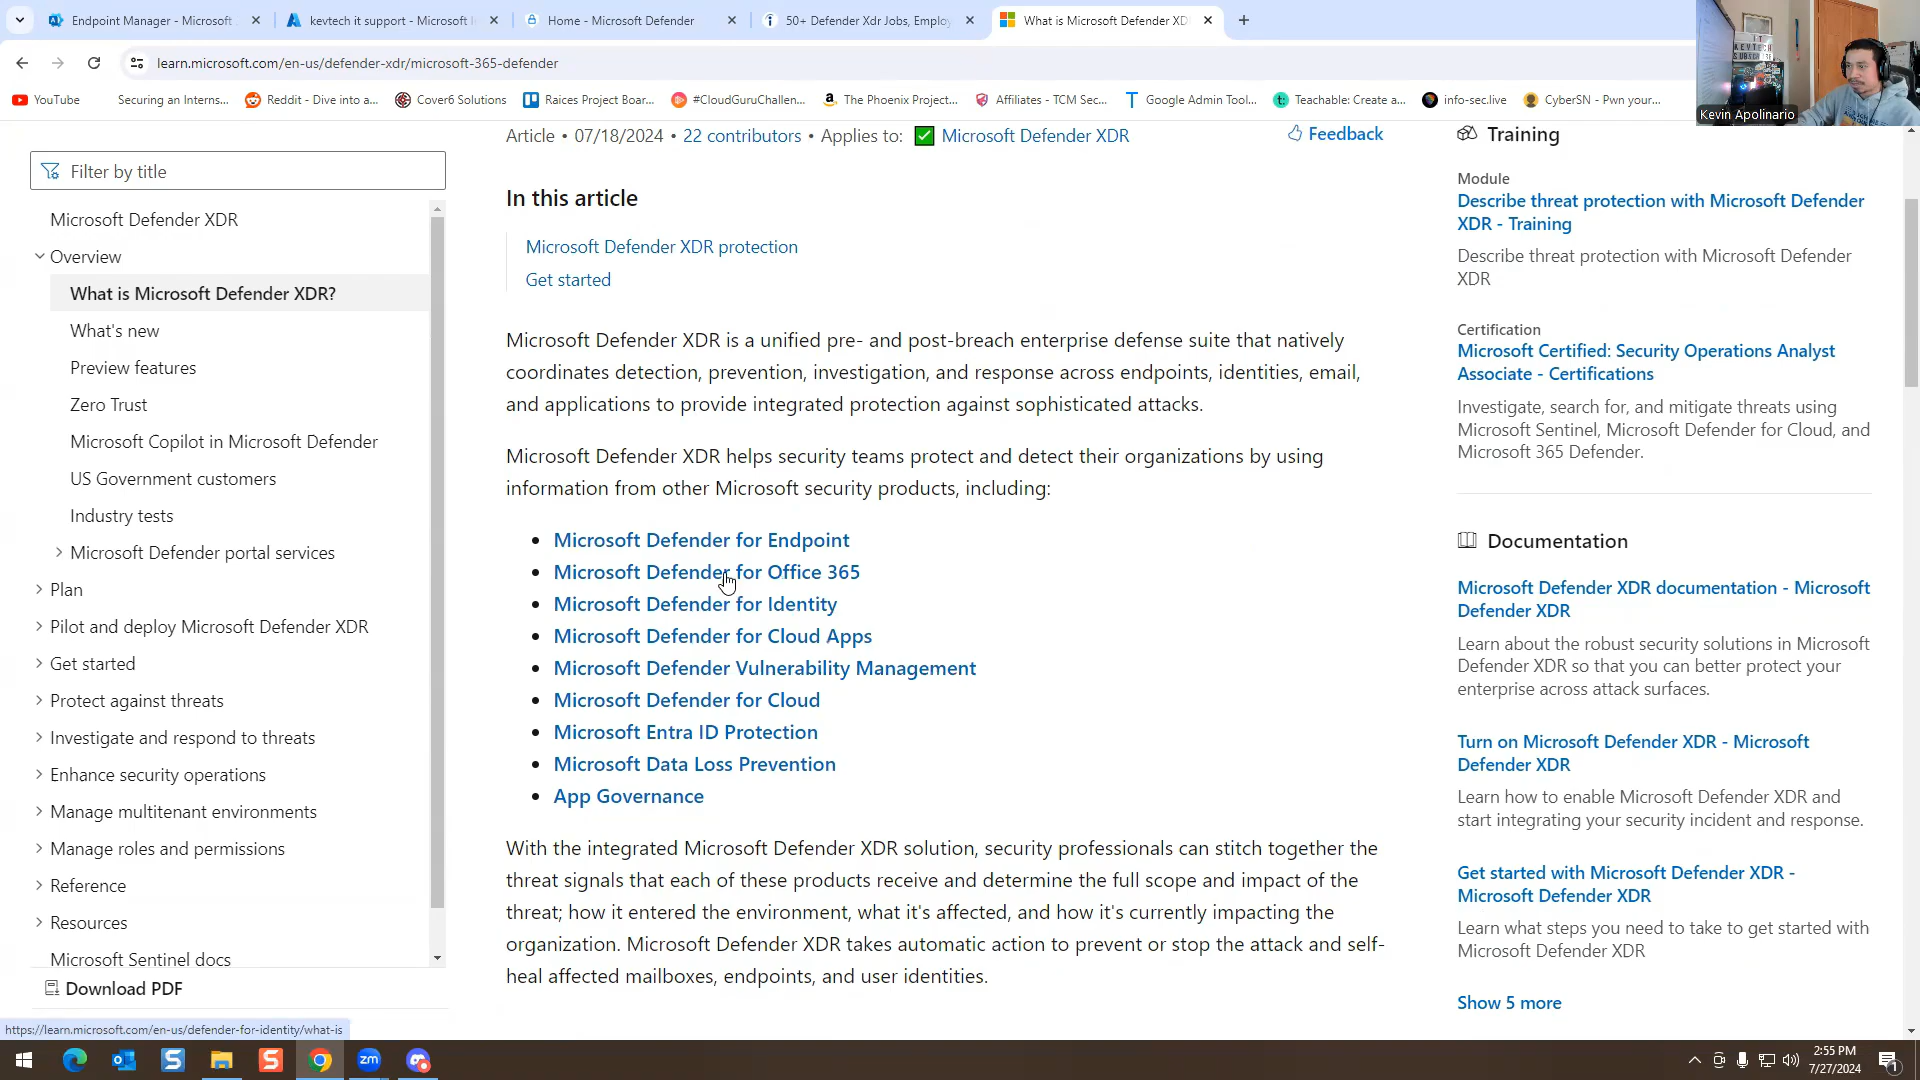 Endpoint Manager - Microsoft
kevtech it support - Microsoft I
Home - Microsoft Defender
50+ Defender Xdr Jobs, Employ
What is Microsoft Defender XD
learn.microsoft.com/en-us/defender-xdr/microsoft-365-defender
YouTube
Securing an Interns...
Reddit - Dive into a...
Cover6 Solutions
Raices Project Boar...
#CloudGuruChallen...
The Phoenix Project...
Affiliates - TCM Sec...
Google Admin Tool...
Teachable: Create a...
info-sec.live
CyberSN - Pwn your...
Kevin Apolinario
Filter by title
Microsoft Defender XDR
Overview
What is Microsoft Defender XDR?
What's new
Preview features
Zero Trust
Microsoft Copilot in Microsoft Defender
US Government customers
Industry tests
Microsoft Defender portal services
Plan
Pilot and deploy Microsoft Defender XDR
Get started
Protect against threats
Investigate and respond to threats
Enhance security operations
Manage multitenant environments
Manage roles and permissions
Reference
Resources
Microsoft Sentinel docs
Download PDF
https://learn.microsoft.com/en-us/defender-for-identity/what-is
Article • 07/18/2024 • 22 contributors • Applies to: Microsoft Defender XDR
Feedback
In this article
Microsoft Defender XDR protection
Get started
Microsoft Defender XDR is a unified pre- and post-breach enterprise defense suite that natively
coordinates detection, prevention, investigation, and response across endpoints, identities, email,
and applications to provide integrated protection against sophisticated attacks.
Microsoft Defender XDR helps security teams protect and detect their organizations by using
information from other Microsoft security products, including:
• Microsoft Defender for Endpoint
• Microsoft Defender for Office 365
• Microsoft Defender for Identity
• Microsoft Defender for Cloud Apps
• Microsoft Defender Vulnerability Management
• Microsoft Defender for Cloud
• Microsoft Entra ID Protection
• Microsoft Data Loss Prevention
• App Governance
With the integrated Microsoft Defender XDR solution, security professionals can stitch together the
threat signals that each of these products receive and determine the full scope and impact of the
threat; how it entered the environment, what it's affected, and how it's currently impacting the
organization. Microsoft Defender XDR takes automatic action to prevent or stop the attack and self-
heal affected mailboxes, endpoints, and user identities.
Training
Module
Describe threat protection with Microsoft Defender
XDR - Training
Describe threat protection with Microsoft Defender
XDR
Certification
Microsoft Certified: Security Operations Analyst
Associate - Certifications
Investigate, search for, and mitigate threats using
Microsoft Sentinel, Microsoft Defender for Cloud, and
Microsoft 365 Defender.
Documentation
Microsoft Defender XDR documentation - Microsoft
Defender XDR
Learn about the robust security solutions in Microsoft
Defender XDR so that you can better protect your
enterprise across attack surfaces.
Turn on Microsoft Defender XDR - Microsoft
Defender XDR
Learn how to enable Microsoft Defender XDR and
start integrating your security incident and response.
Get started with Microsoft Defender XDR -
Microsoft Defender XDR
Learn what steps you need to take to get started with
Microsoft Defender XDR
Show 5 more
zm
2:55 PM
7/27/2024
1